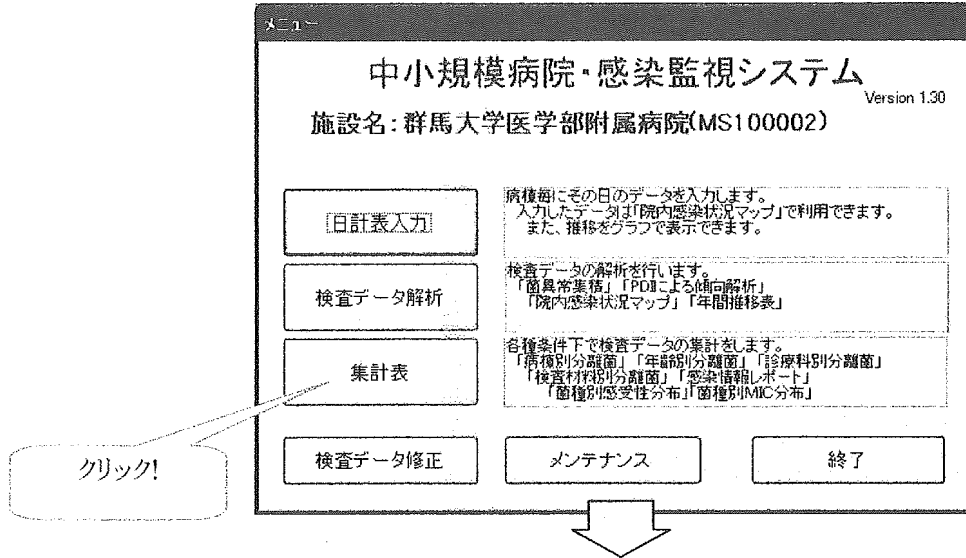 メニュー
中小規模病院・感染監視システム
Version 1.30
施設名：群馬大学医学部附属病院(MS100002)
日計表入力
病棟毎にその日のデータを入力します。
入力したデータは「院内感染状況マップ」で利用できます。
また、推移をグラフで表示できます。
検査データ解析
検査データの解析を行います。
「菌異常集積」「PDIによる傾向解析」
「院内感染状況マップ」「年間推移表」
集計表
各種条件下で検査データの集計をします。
「病棟別分離菌」「年齢別分離菌」「診療科別分離菌」
「検査材料別分離菌」「感染情報レポート」
「菌種別感受性分布」「菌種別MIC分布」
クリック!
検査データ修正
メンテナンス
終了